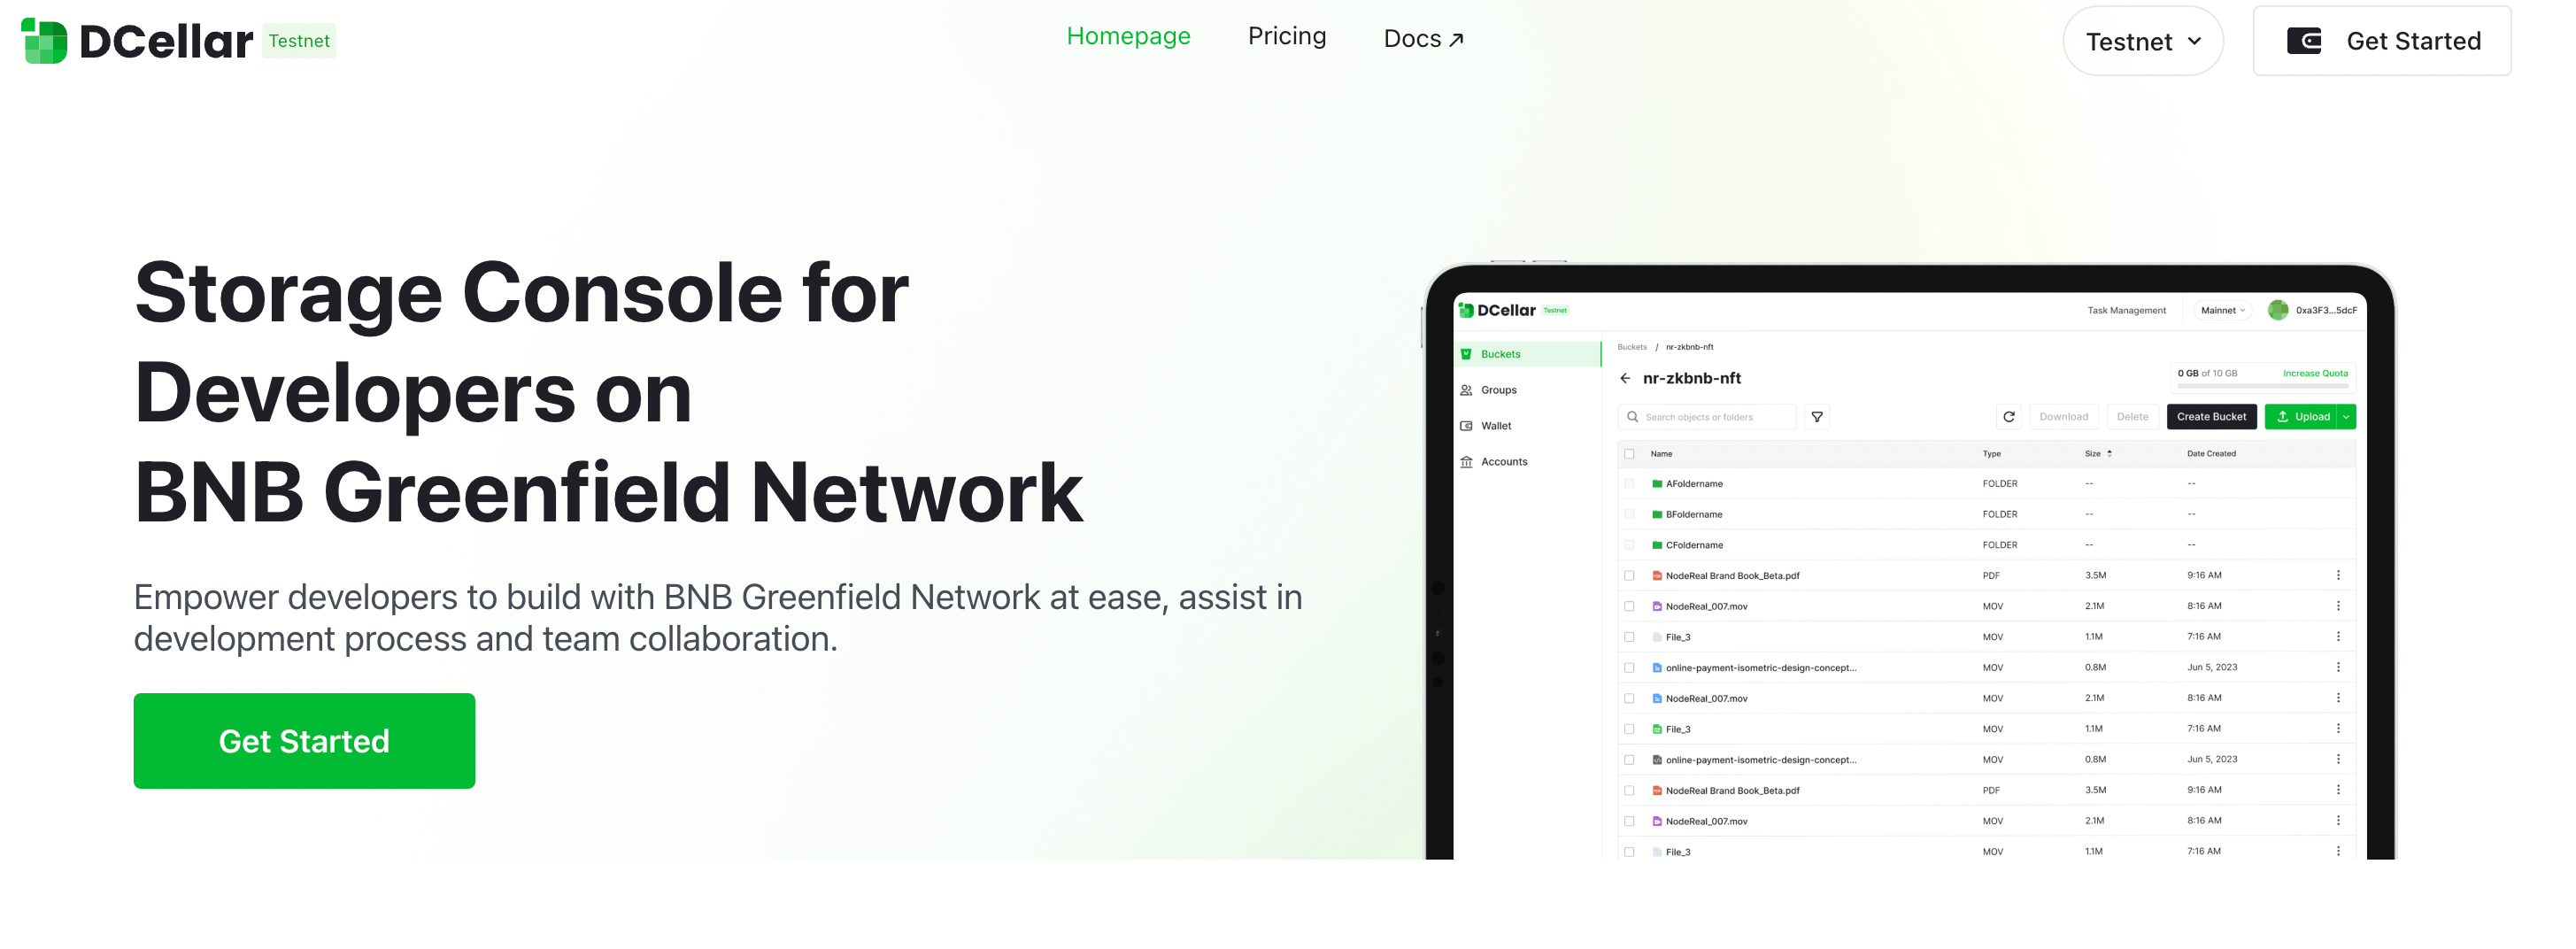 DCellar Testnet
Homepage Pricing Docs ↗
Testnet
Get Started
Storage Console for
Developers on
BNB Greenfield Network
Empower developers to build with BNB Greenfield Network at ease, assist in
development process and team collaboration.
Get Started
DCellar Testnet
Task Management Mainnet 0xa3F3...5dcF
Buckets
Groups
Wallet
Accounts
Buckets / nr-zkbnb-nft
nr-zkbnb-nft
0 GB of 10 GB Increase Quota
Search objects or folders
Download Delete Create Bucket Upload
Name Type Size Date Created
AFoldername FOLDER -- --
BFoldername FOLDER -- --
CFoldername FOLDER -- --
NodeReal Brand Book_Beta.pdf PDF 3.5M 9:16 AM
NodeReal_007.mov MOV 2.1M 8:16 AM
File_3 MOV 1.1M 7:16 AM
online-payment-isometric-design-concept... MOV 0.8M Jun 5, 2023
NodeReal_007.mov MOV 2.1M 8:16 AM
File_3 MOV 1.1M 7:16 AM
online-payment-isometric-design-concept... MOV 0.8M Jun 5, 2023
NodeReal Brand Book_Beta.pdf PDF 3.5M 9:16 AM
NodeReal_007.mov MOV 2.1M 8:16 AM
File_3 MOV 1.1M 7:16 AM